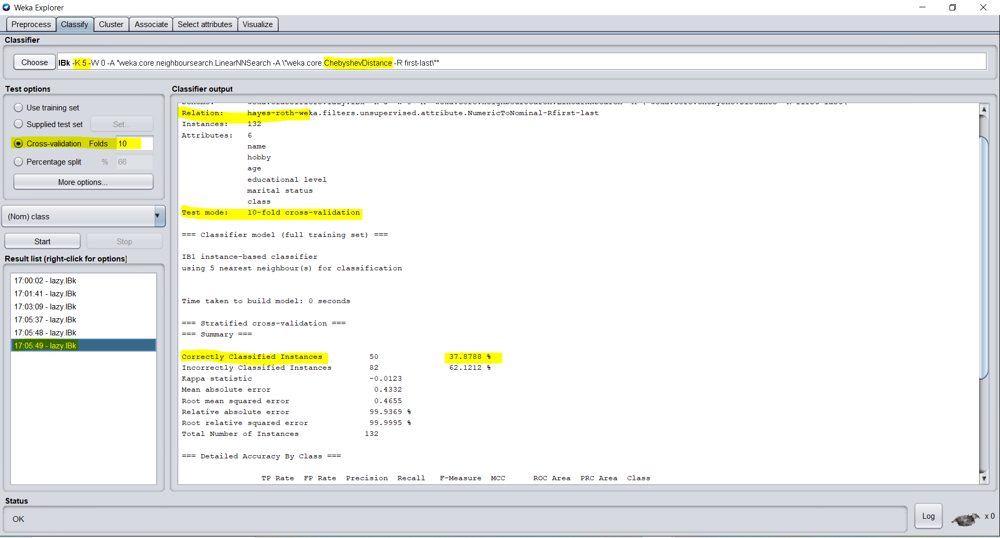 Weka Explorer
Preprocess Classify Cluster Associate Select attributes Visualize
Classifier
Choose IBk -K 5 -W 0 -A "weka.core.neighboursearch.LinearNNSearch -A \"weka.core.ChebyshevDistance -R first-last\""
Test options
Use training set
Supplied test set Set...
Cross-validation Folds 10
Percentage split % 66
More options...
(Nom) class
Start Stop
Result list (right-click for options)
17:00:02 - lazy.IBk
17:01:41 - lazy.IBk
17:03:09 - lazy.IBk
17:05:37 - lazy.IBk
17:05:48 - lazy.IBk
17:05:49 - lazy.IBk
Classifier output
Relation: hayes-roth-weka.filters.unsupervised.attribute.NumericToNominal-Rfirst-last
Instances: 132
Attributes: 6
name
hobby
age
educational level
marital status
class
Test mode: 10-fold cross-validation
=== Classifier model (full training set) ===
IB1 instance-based classifier
using 5 nearest neighbour(s) for classification
Time taken to build model: 0 seconds
=== Stratified cross-validation ===
=== Summary ===
Correctly Classified Instances 50 37.8788 %
Incorrectly Classified Instances 82 62.1212 %
Kappa statistic -0.0123
Mean absolute error 0.4332
Root mean squared error 0.4655
Relative absolute error 99.9369 %
Root relative squared error 99.9995 %
Total Number of Instances 132
=== Detailed Accuracy By Class ===
TP Rate FP Rate Precision Recall F-Measure MCC ROC Area PRC Area Class
Status
OK
Log
x 0